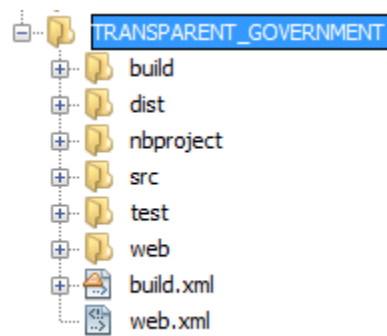 TRANSPARENT_GOVERNMENT
build
dist
nbproject
src
test
web
build.xml
web.xml